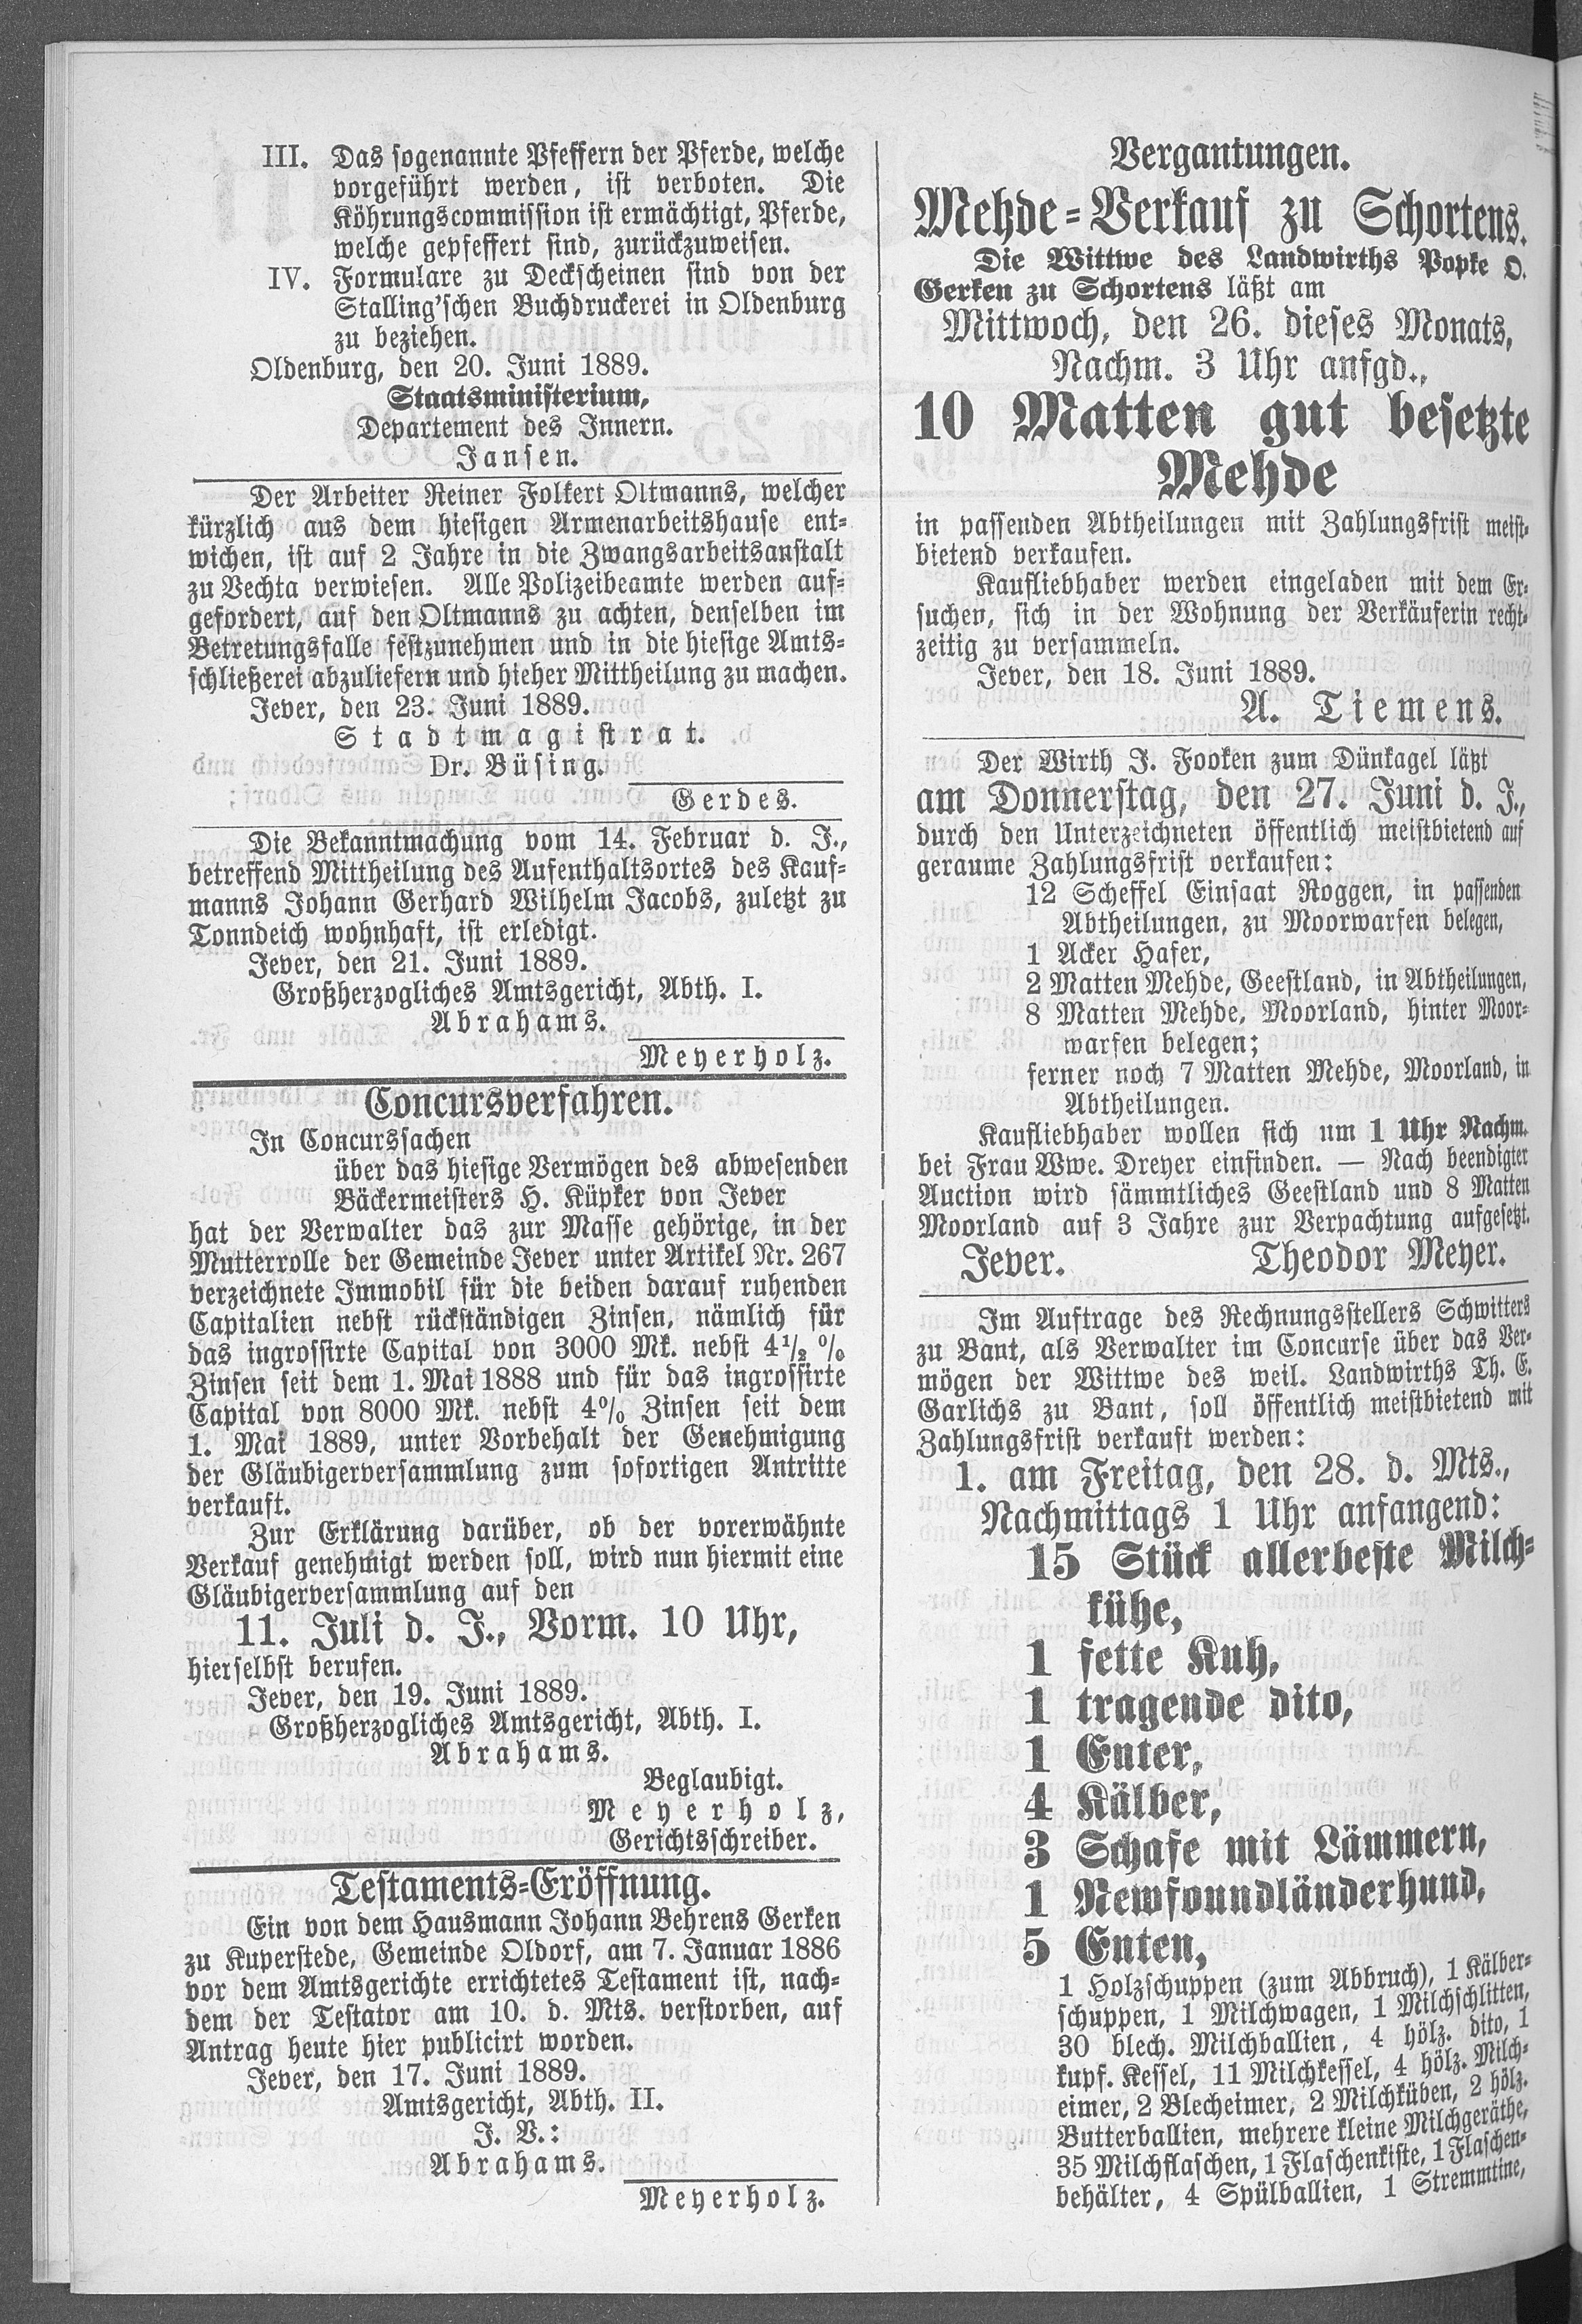 III. Das sogenannte Pfeffern der Pferde, welche
vorgeführt werden, ist verboten. Die
Köhrungscommission ist ermächtigt, Pferde,
welche gepfeffert sind, zurückzuweisen.
IV. Formulare zu Deckscheinen sind von der
Stalling'schen Buchdruckerei in Oldenburg
zu beziehen.
Oldenburg, den 20. Juni 1889.
Staatsministerium,
Departement des Innern.
Jansen.
Der Arbeiter Reiner Folkert Oltmanns, welcher
kürzlich aus dem hiesigen Armenarbeitshause ent-
wichen, ist auf 2 Jahre in die Zwangsarbeitsanstalt
zu Vechta verwiesen. Alle Polizeibeamte werden auf-
gefordert, auf den Oltmanns zu achten, denselben im
Betretungsfalle festzunehmen und in die hiesige Amts-
schließerei abzuliefern und hieher Mittheilung zu machen.
Jever, den 23. Juni 1889.
Stadtmagistrat.
Dr. Büsing.
Gerdes.
Die Bekanntmachung vom 14. Februar d. J.,
betreffend Mittheilung des Aufenthaltsortes des Kauf-
manns Johann Gerhard Wilhelm Jacobs, zuletzt zu
Tonndeich wohnhaft, ist erledigt.
Jever, den 21. Juni 1889.
Großherzogliches Amtsgericht, Abth. I.
Abrahams.
Meyerholz.
Concursverfahren.
In Concurssachen
über das hiesige Vermögen des abwesenden
Bäckermeisters H. Küpker von Jever
hat der Verwalter das zur Masse gehörige, in der
Mutterrolle der Gemeinde Jever unter Artikel Nr. 267
verzeichnete Immobil für die beiden darauf ruhenden
Capitalien nebst rückständigen Zinsen, nämlich für
das ingrossirte Capital von 3000 Mk. nebst 4½ %
Zinsen seit dem 1. Mai 1888 und für das ingrossirte
Capital von 8000 Mk. nebst 4% Zinsen seit dem
1. Mai 1889, unter Vorbehalt der Genehmigung
der Gläubigerversammlung zum sofortigen Antritte
verkauft.
Zur Erklärung darüber, ob der vorerwähnte
Verkauf genehmigt werden soll, wird nun hiermit eine
Gläubigerversammlung auf den
11. Juli d. J., Vorm. 10 Uhr,
hierselbst berufen.
Jever, den 19. Juni 1889.
Großherzogliches Amtsgericht, Abth. I.
Abrahams.
Beglaubigt.
Meyerholz,
Gerichtsschreiber.
Testaments-Eröffnung.
Ein von dem Hausmann Johann Behrens Gerken
zu Kuperstede, Gemeinde Oldorf, am 7. Januar 1886
vor dem Amtsgerichte errichtetes Testament ist, nach-
dem der Testator am 10. d. Mts. verstorben, auf
Antrag heute hier publicirt worden.
Jever, den 17. Juni 1889.
Amtsgericht, Abth. II.
J. V.:
Abrahams.
Meyerholz.
Vergantungen.
Mehde-Verkauf zu Schortens.
Die Wittwe des Landwirths Popke O.
Gerken zu Schortens läßt am
Mittwoch, den 26. dieses Monats,
Nachm. 3 Uhr anfgd.,
10 Matten gut besetzte
Mehde
in passenden Abtheilungen mit Zahlungsfrist meist-
bietend verkaufen.
Kaufliebhaber werden eingeladen mit dem Er-
suchen, sich in der Wohnung der Verkäuferin recht-
zeitig zu versammeln.
Jever, den 18. Juni 1889.
A. Tiemens.
Der Wirth J. Fooken zum Dünkagel läßt
am Donnerstag, den 27. Juni d. J.,
durch den Unterzeichneten öffentlich meistbietend auf
geraume Zahlungsfrist verkaufen:
12 Scheffel Einsaat Roggen, in passenden
Abtheilungen, zu Moorwarfen belegen,
1 Acker Hafer,
2 Matten Mehde, Geestland, in Abtheilungen,
8 Matten Mehde, Moorland, hinter Moor-
warfen belegen;
ferner noch 7 Matten Mehde, Moorland, in
Abtheilungen.
Kaufliebhaber wollen sich um 1 Uhr Nachm.
bei Frau Wwe. Dreyer einfinden. — Nach beendigter
Auction wird sämmtliches Geestland und 8 Matten
Moorland auf 3 Jahre zur Verpachtung aufgesetzt.
Jever. Theodor Meyer.
Im Auftrage des Rechnungsstellers Schwitters
zu Bant, als Verwalter im Concurse über das Ver-
mögen der Wittwe des weil. Landwirths Th. E.
Garlichs zu Bant, soll öffentlich meistbietend mit
Zahlungsfrist verkauft werden:
1. am Freitag, den 28. d. Mts.,
Nachmittags 1 Uhr anfangend:
15 Stück allerbeste Milch-
kühe,
1 fette Kuh,
1 tragende dito,
1 Enter,
4 Kälber,
3 Schafe mit Lämmern,
1 Newfounndländerhund,
5 Enten,
1 Holzschuppen (zum Abbruch), 1 Kälber-
schuppen, 1 Milchwagen, 1 Milchschlitten,
30 blech. Milchballien, 4 hölz. dito, 1
kupf. Kessel, 11 Milchkessel, 4 hölz. Milch-
eimer, 2 Blecheimer, 2 Milchküben, 2 hölz.
Butterballien, mehrere kleine Milchgeräthe,
35 Milchflaschen, 1 Flaschenkiste, 1 Flaschen-
behälter, 4 Spülballien, 1 Stremmtine,